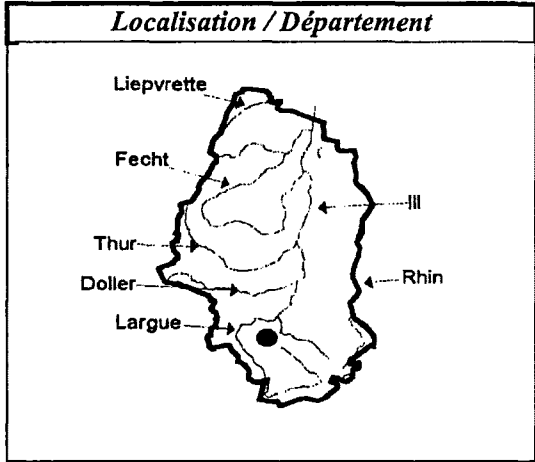 Localisation / Département
Liepvrette
Fecht
Ill
Thur
Rhin
Doller
Largue